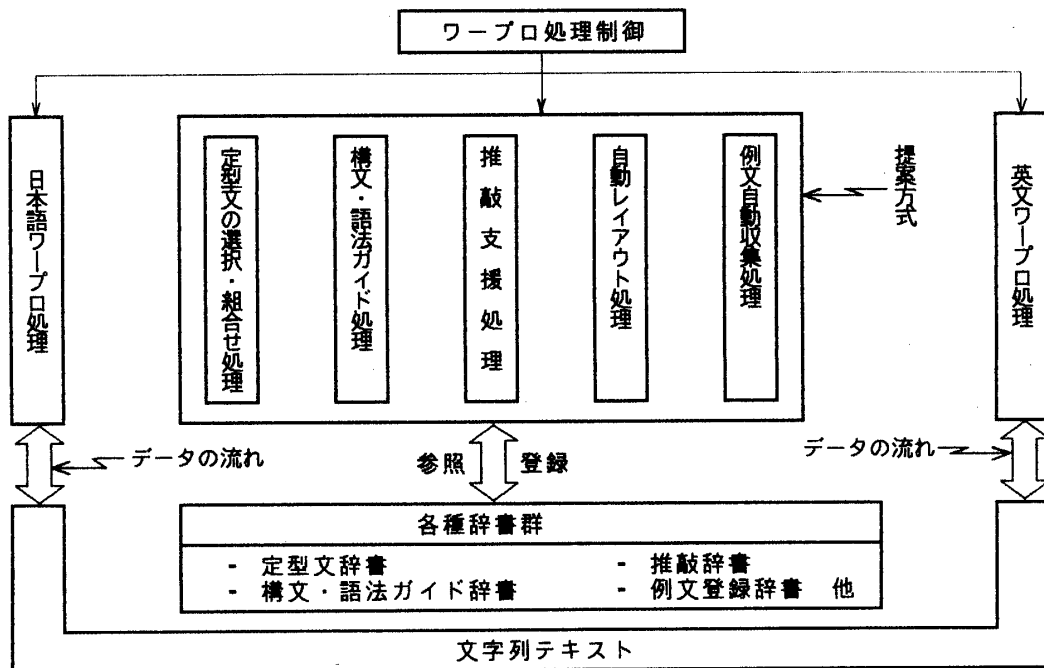 ワープロ処理制御
日本語ワープロ処理
定型文の選択・組合せ処理
構文・語法ガイド処理
推敲支援処理
自動レイアウト処理
例文自動収集処理
提案方式
英文ワープロ処理
データの流れ
参照
登録
データの流れ
各種辞書群
- 定型文辞書
- 推敲辞書
- 構文・語法ガイド辞書
- 例文登録辞書 他
文字列テキスト